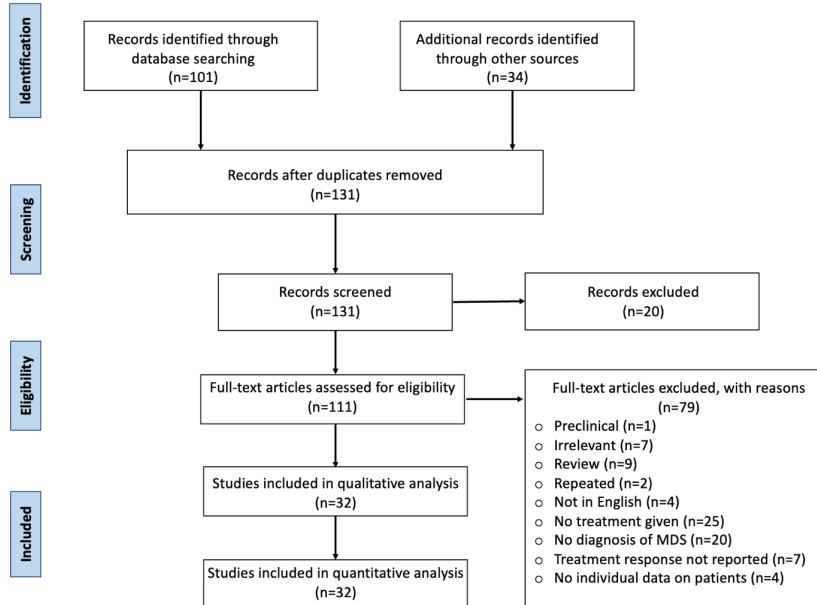 Identification
Records identified through
database searching
(n=101)
Additional records identified
through other sources
(n=34)
Records after duplicates removed
(n=131)
Screening
Records screened
(n=131)
Records excluded
(n=20)
Eligibility
Full-text articles assessed for eligibility
(n=111)
Full-text articles excluded, with reasons
(n=79)
o Preclinical (n=1)
o Irrelevant (n=7)
o Review (n=9)
o Repeated (n=2)
o Not in English (n=4)
o No treatment given (n=25)
o No diagnosis of MDS (n=20)
o Treatment response not reported (n=7)
o No individual data on patients (n=4)
Included
Studies included in qualitative analysis
(n=32)
Studies included in quantitative analysis
(n=32)